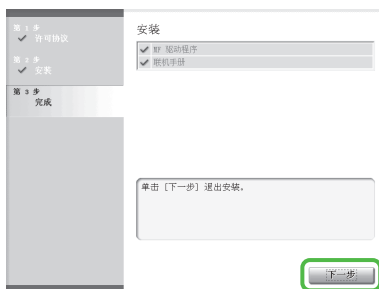 第 1 步
许可协议
第 2 步
安装
第 3 步
完成
安装
MF 驱动程序
联机手册
单击 [下一步] 退出安装。
下一步